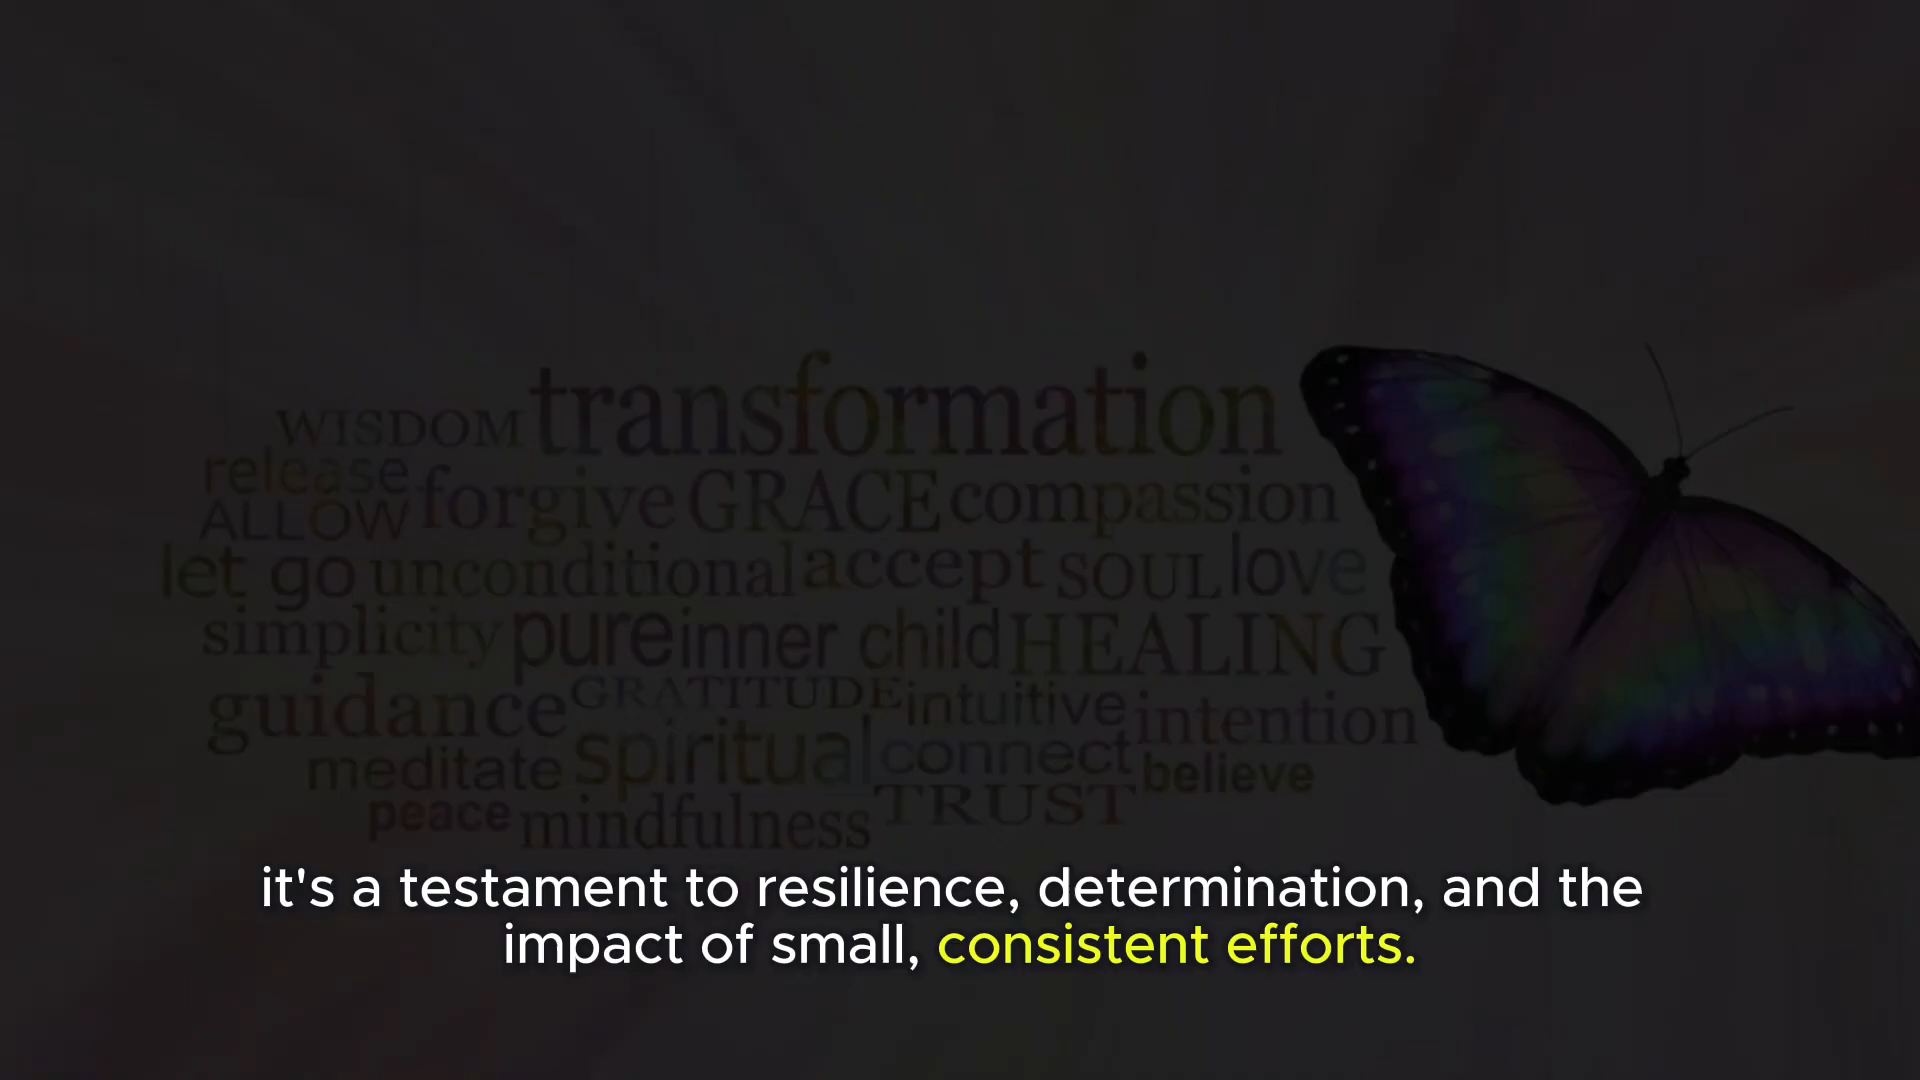 WISDOM transformation
release
ALLOW forgive GRACE compassion
let go unconditional accept SOUL love
simplicity pure inner child HEALING
guidance GRATITUDE intuitive intention
meditate spiritual connect believe
peace mindfulness TRUST
it's a testament to resilience, determination, and the
impact of small, consistent efforts.